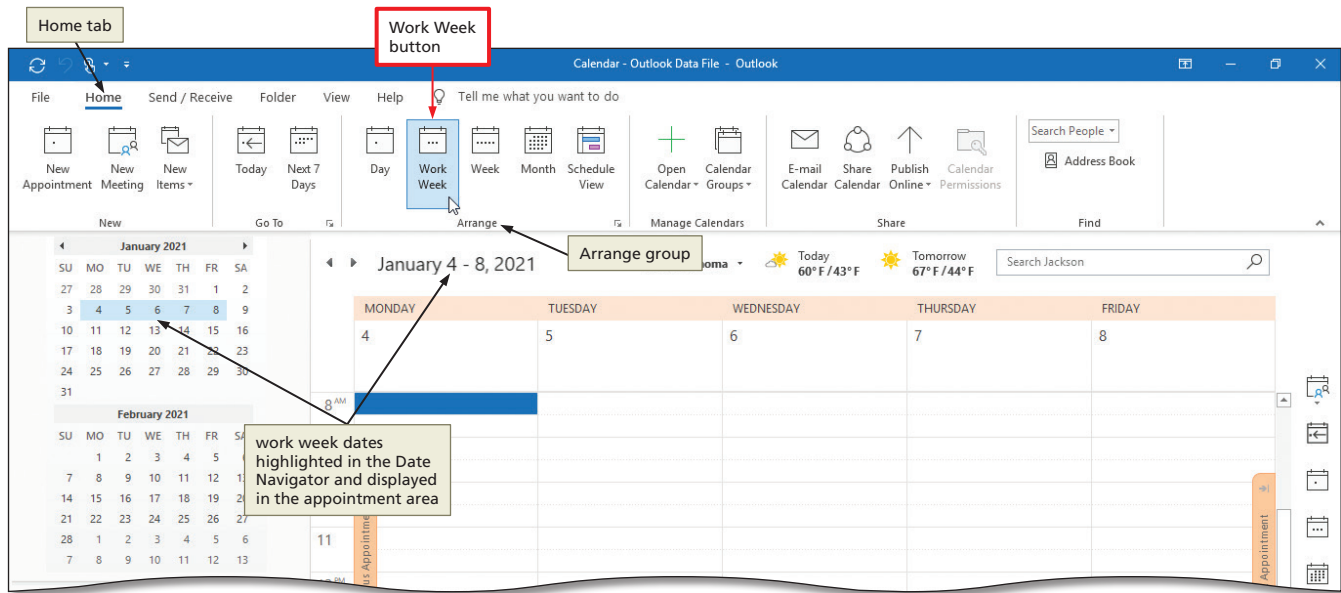 Home tab
Work Week
button
Calendar - Outlook Data File - Outlook
File Home Send / Receive Folder View Help Tell me what you want to do
New Appointment
New Meeting
New Items
Today
Next 7 Days
Day
Work Week
Week
Month
Schedule View
Open Calendar
Calendar Groups
E-mail Calendar
Share Calendar
Publish Online
Calendar Permissions
Search People
Address Book
New Go To Arrange Manage Calendars Share Find
Arrange group
January 2021
SU MO TU WE TH FR SA
27 28 29 30 31 1 2
3 4 5 6 7 8 9
10 11 12 13 14 15 16
17 18 19 20 21 22 23
24 25 26 27 28 29 30
31
February 2021
SU MO TU WE TH FR SA
1 2 3 4 5
7 8 9 10 11 12
14 15 16 17 18 19
21 22 23 24 25 26 27
28 1 2 3 4 5 6
7 8 9 10 11 12 13
work week dates
highlighted in the Date
Navigator and displayed
in the appointment area
January 4 - 8, 2021
Today
60° F / 43° F
Tomorrow
67° F / 44° F
Search Jackson
MONDAY TUESDAY WEDNESDAY THURSDAY FRIDAY
4 5 6 7 8
8 AM
11
PM
Appointment